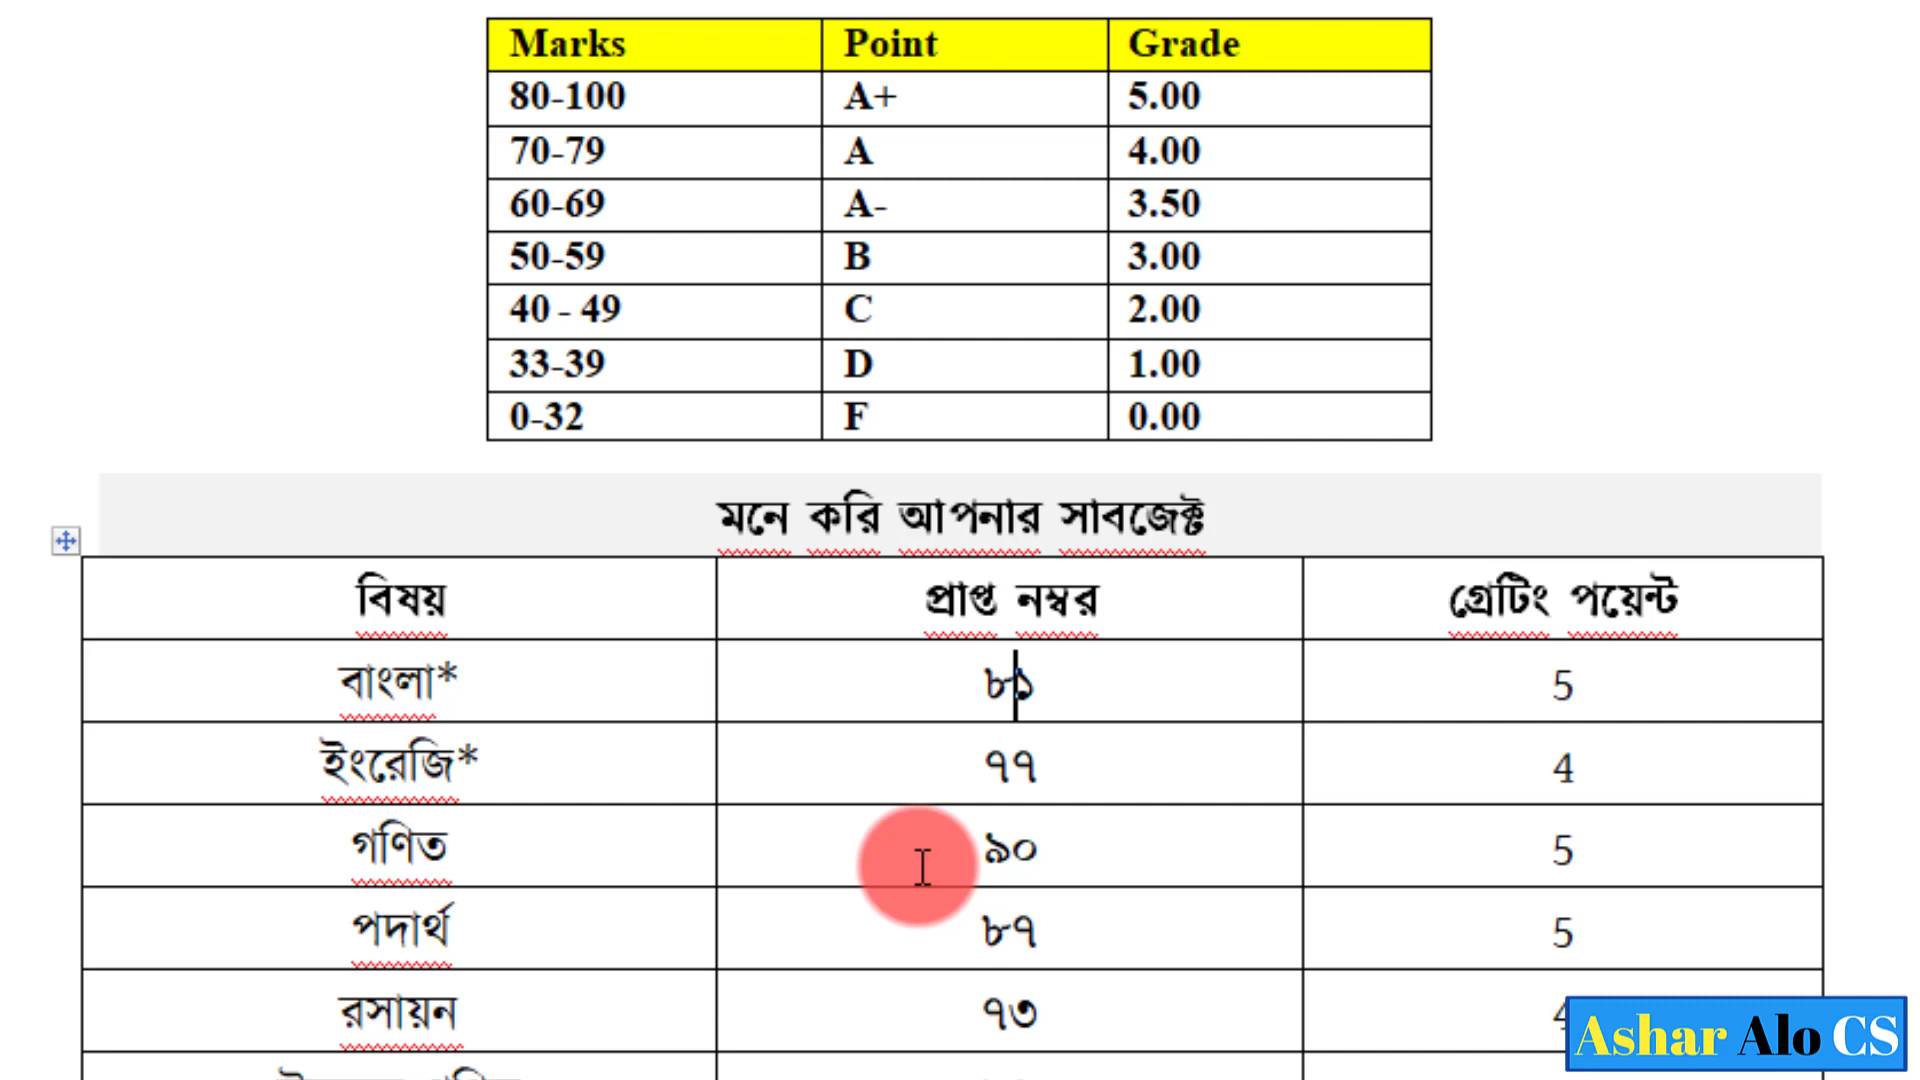 Marks Point Grade
80-100 A+ 5.00
70-79 A 4.00
60-69 A- 3.50
50-59 B 3.00
40 - 49 C 2.00
33-39 D 1.00
0-32 F 0.00
মনে করি আপনার সাবজেক্ট
বিষয় প্রাপ্ত নম্বর গ্রেটিং পয়েন্ট
বাংলা* ৮১ 5
ইংরেজি* ৭৭ 4
গণিত ৯০ 5
পদার্থ ৮৭ 5
রসায়ন ৭৩ 4
Ashar Alo CS